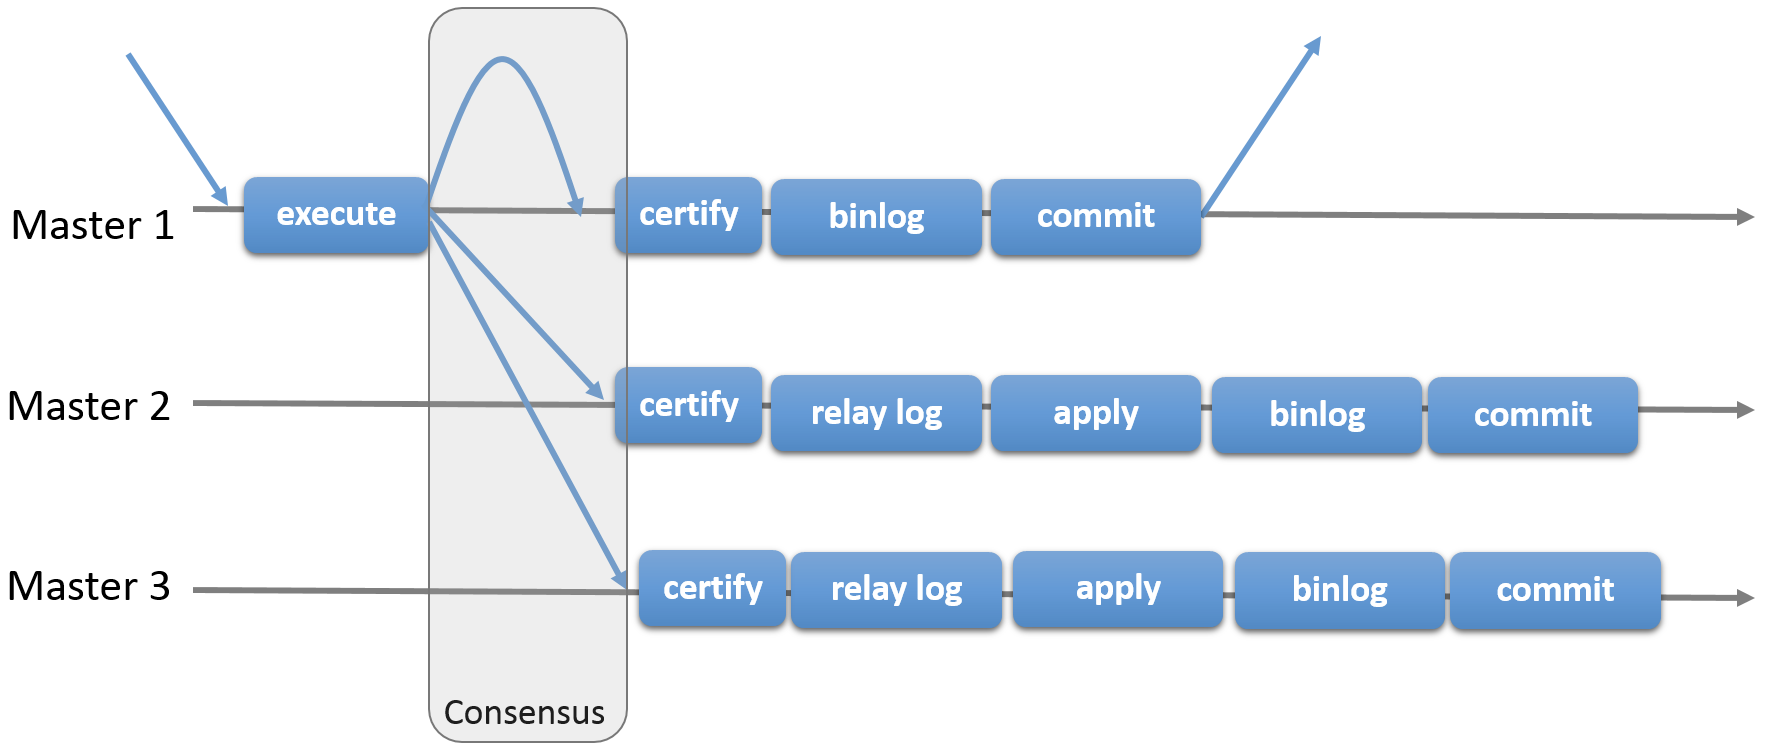 Master 1
execute
certify
binlog
commit
Master 2
certify
relay log
apply
binlog
commit
Master 3
certify
relay log
apply
binlog
commit
Consensus